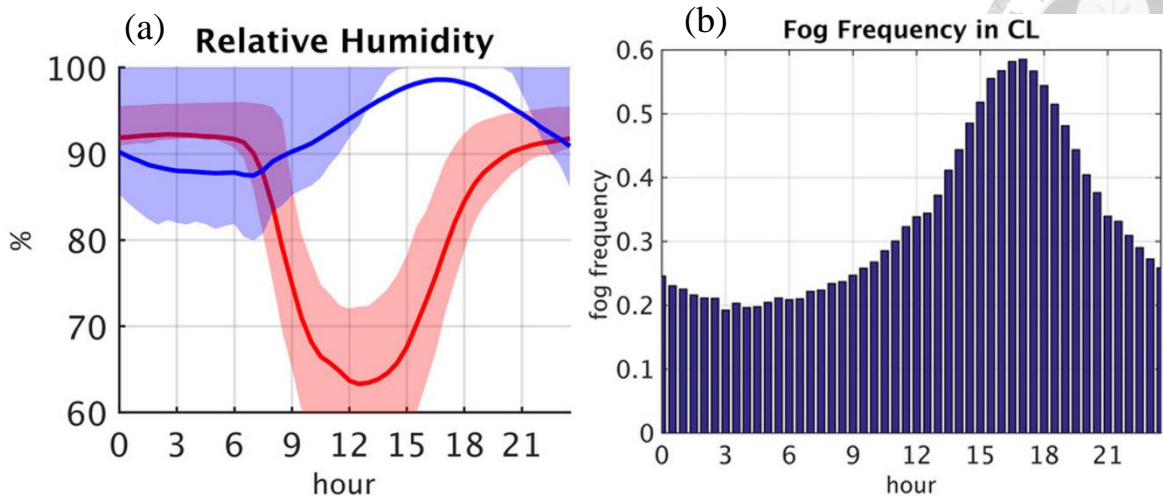 (a)
Relative Humidity
100
90
80
70
60
%
0 3 6 9 12 15 18 21
hour
(b)
Fog Frequency in CL
0.6
0.5
0.4
0.3
0.2
0.1
0
fog frequency
0 3 6 9 12 15 18 21
hour